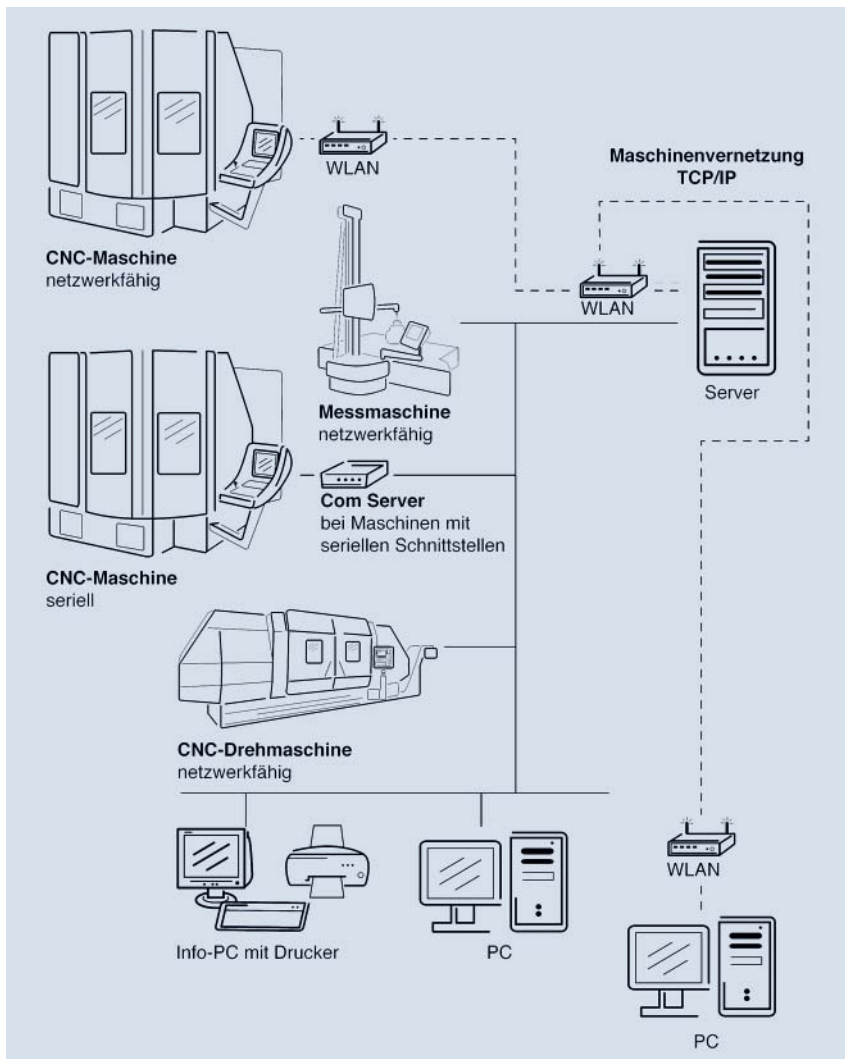 WLAN
Maschinenvernetzung
TCP/IP
CNC-Maschine
netzwerkfähig
WLAN
Server
Messmaschine
netzwerkfähig
Com Server
bei Maschinen mit
seriellen Schnittstellen
CNC-Maschine
seriell
CNC-Drehmaschine
netzwerkfähig
WLAN
Info-PC mit Drucker
PC
PC